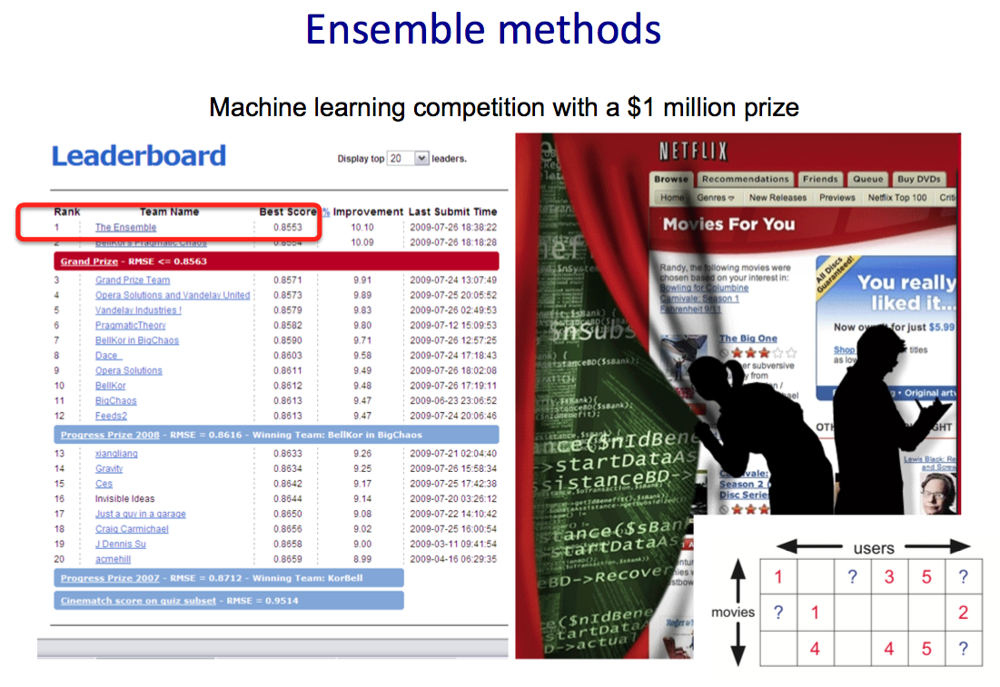 Ensemble methods
Machine learning competition with a $1 million prize
Leaderboard
Display top 20 leaders.
Rank Team Name Best Score % Improvement Last Submit Time
1 The Ensemble 0.8553 10.10 2009-07-26 18:38:22
2 BellKor's Pragmatic Chaos 0.8554 10.09 2009-07-26 18:18:28
Grand Prize - RMSE <= 0.8563
3 Grand Prize Team 0.8571 9.91 2009-07-24 13:07:49
4 Opera Solutions and Vandelay United 0.8573 9.89 2009-07-25 20:05:52
5 Vandelay Industries ! 0.8579 9.83 2009-07-26 02:49:53
6 PragmaticTheory 0.8582 9.80 2009-07-12 15:09:53
7 BellKor in BigChaos 0.8590 9.71 2009-07-26 12:57:25
8 Dace_ 0.8603 9.58 2009-07-24 17:18:43
9 Opera Solutions 0.8611 9.49 2009-07-26 18:02:08
10 BellKor 0.8612 9.48 2009-07-26 17:19:11
11 BigChaos 0.8613 9.47 2009-06-23 23:06:52
12 Feeds2 0.8613 9.47 2009-07-24 20:06:46
Progress Prize 2008 - RMSE = 0.8616 - Winning Team: BellKor in BigChaos
13 xiangliang 0.8633 9.26 2009-07-21 02:04:40
14 Gravity 0.8634 9.25 2009-07-26 15:58:34
15 Ces 0.8642 9.17 2009-07-25 17:42:38
16 Invisible Ideas 0.8644 9.14 2009-07-20 03:26:12
17 Just a guy in a garage 0.8650 9.08 2009-07-22 14:10:42
18 Craig Carmichael 0.8656 9.02 2009-07-25 16:00:54
19 J Dennis Su 0.8658 9.00 2009-03-11 09:41:54
20 acmehill 0.8659 8.99 2009-04-16 06:29:35
Progress Prize 2007 - RMSE = 0.8712 - Winning Team: KorBell
Cinematch score on quiz subset - RMSE = 0.9514
NETFLIX
Browse Recommendations Friends Queue Buy DVDs
Home Genres New Releases Previews Netflix Top 100 Crit
Movies For You
Randy, the following movies were
chosen based on your interest in:
Bowling for Columbine
Carnivale: Season 1
Fahrenheit 9/11
All Discs
Guaranteed!
You really
liked it...
Now for just $5.99
Shop titles
as low
Original
The Big One
subversive
from
Season 2
Disc Series
Lewis Black: Re
and Screw
startDataAs
startDataAs
BD->Recover
BD->actual
users
movies
1 ? 3 5 ?
? 1 2
4 4 5 ?